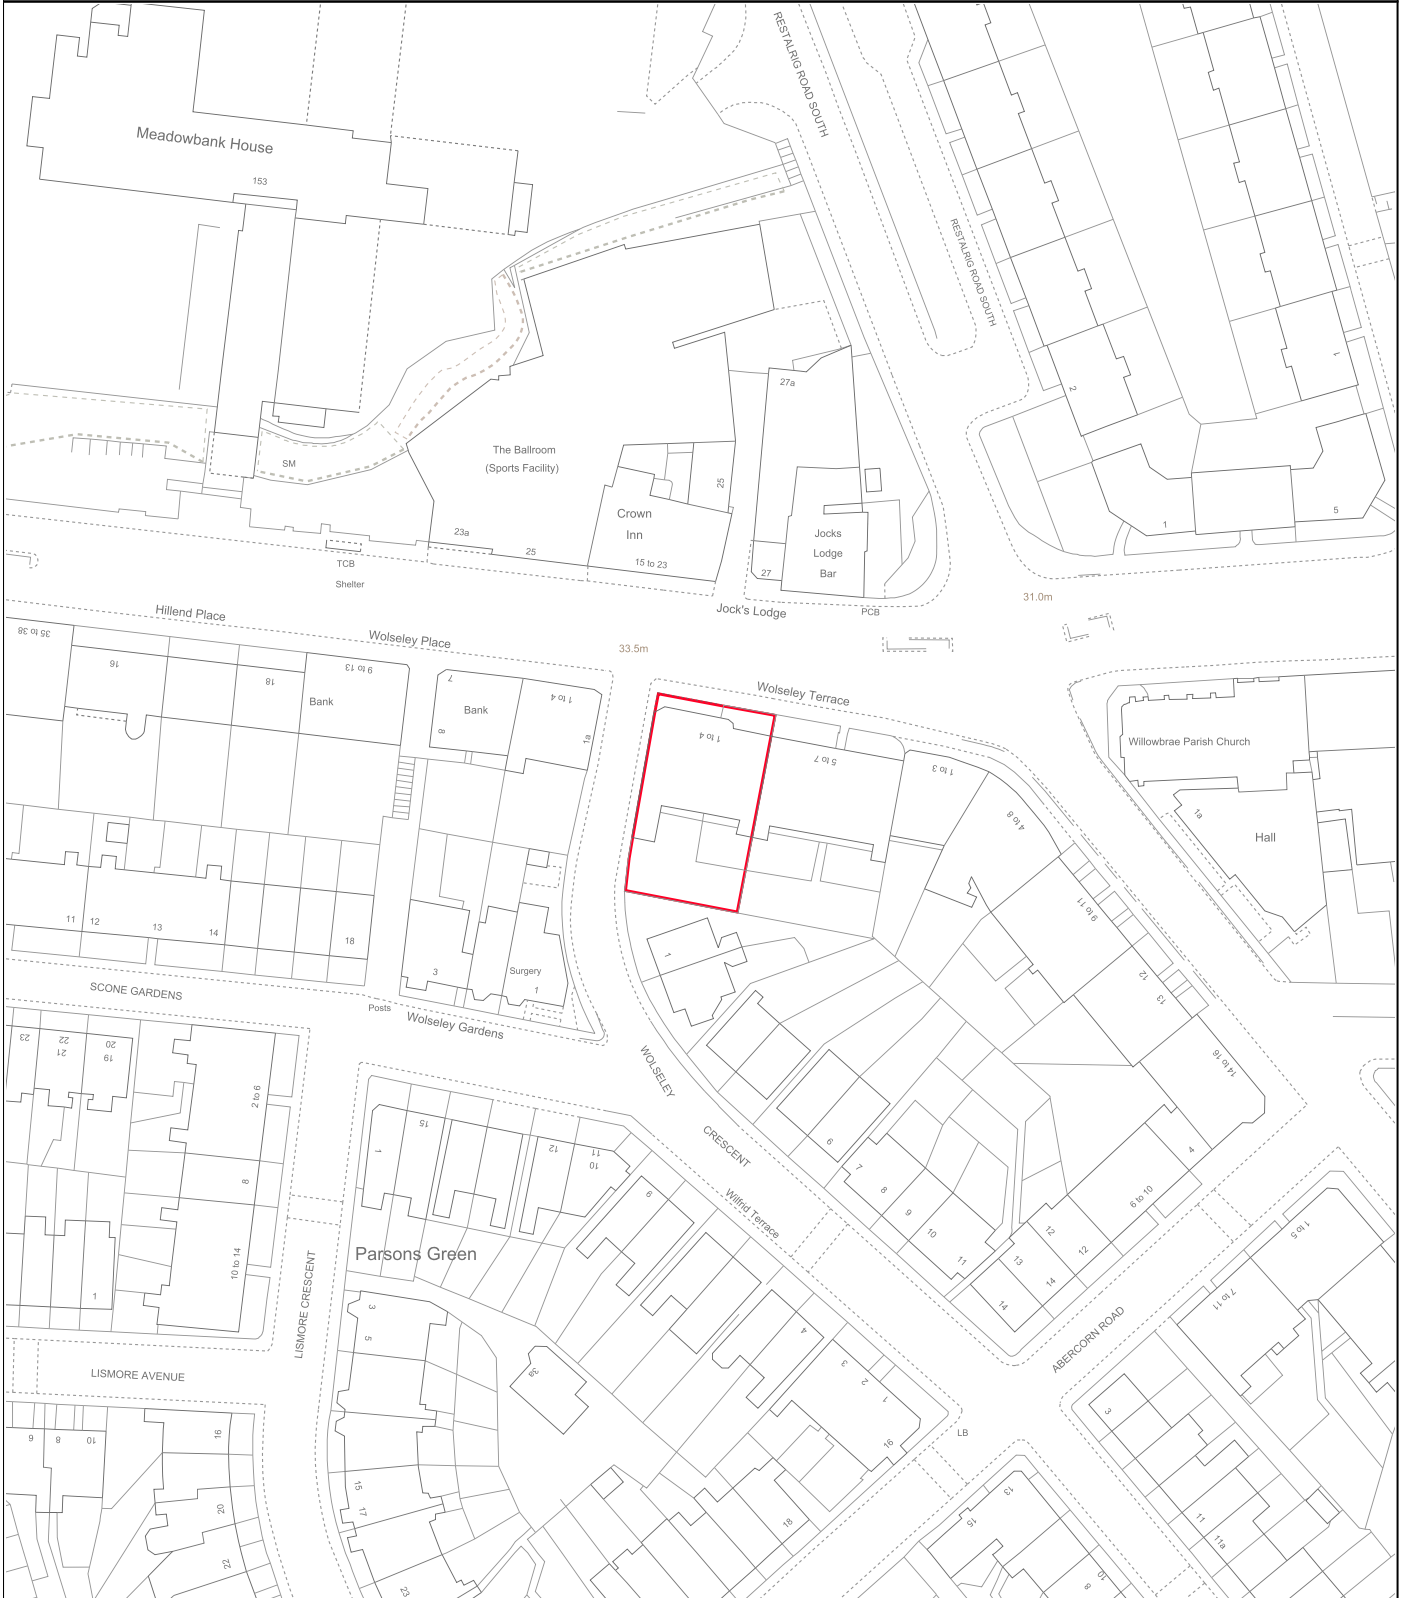 RESTALRIG ROAD SOUTH
Meadowbank House
153
RESTALRIG ROAD SOUTH
27a
2
1
The Ballroom
(Sports Facility)
SM
25
Crown
Inn
23a
25
15 to 23
Jocks
Lodge
Bar
27
1
5
TCB
Shelter
PCB
Jock's Lodge
31.0m
Hillend Place
Wolseley Place
33.5m
35 to 38
16
18
9 to 13
Bank
7
Bank
8
1 to 4
1a
Wolseley Terrace
1 to 4
5 to 7
1 to 3
4 to 8
Willowbrae Parish Church
1a
Hall
11
12
13
14
18
3
Surgery
1
1
9 to 11
12
13
14 to 16
SCONE GARDENS
Posts
Wolseley Gardens
WOLSELEY
CRESCENT
23
22
21
20
19
2 to 6
8
10 to 14
1
1
15
12
11
10
9
6
7
8
9
10
11
12
13
14
14
12
6 to 10
4
Wilfrid Terrace
Parsons Green
LISMORE CRESCENT
LISMORE AVENUE
ABERCORN ROAD
1 to 5
7 to 11
3
5
3a
4
3
2
1
16
LB
3
6
8
10
16
20
22
15
17
23
18
13
15
10
8
11
11a